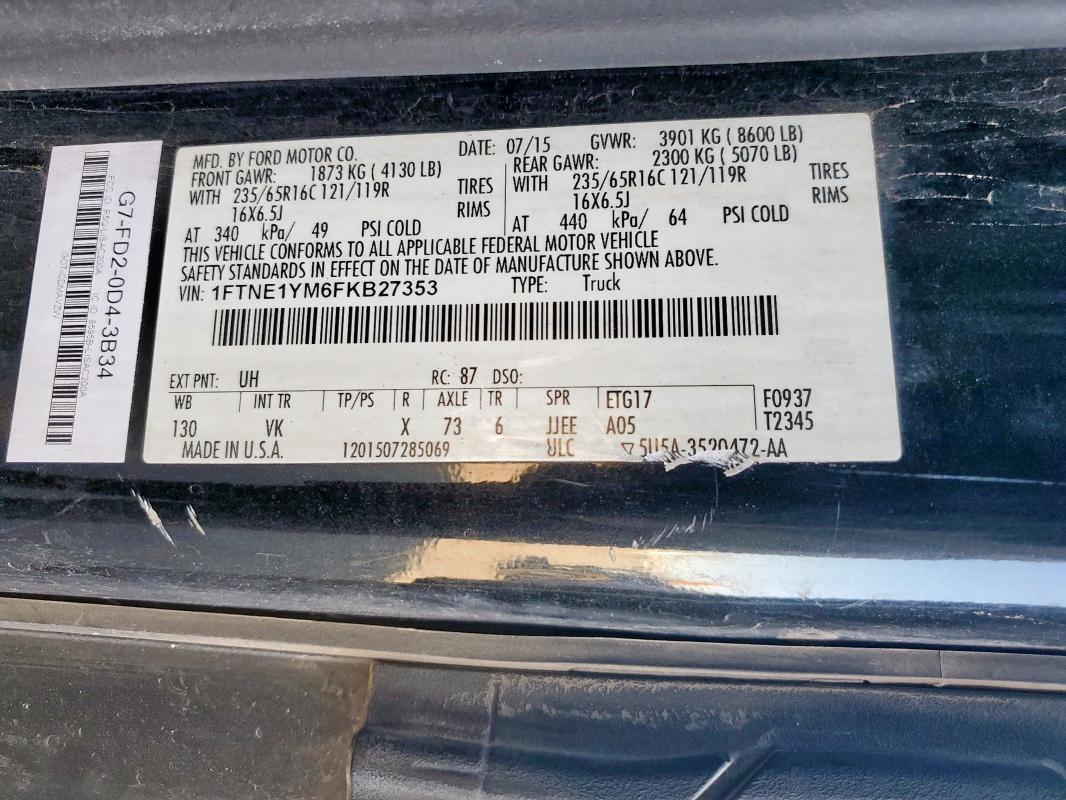 MFD. BY FORD MOTOR CO.
DATE: 07/15 GVWR: 3901 KG ( 8600 LB)
FRONT GAWR: 1873 KG ( 4130 LB)
REAR GAWR: 2300 KG ( 5070 LB)
WITH 235/65R16C 121/119R TIRES
WITH 235/65R16C 121/119R TIRES
16X6.5J RIMS
16X6.5J RIMS
AT 340 kPa/ 49 PSI COLD
AT 440 kPa/ 64 PSI COLD
THIS VEHICLE CONFORMS TO ALL APPLICABLE FEDERAL MOTOR VEHICLE
SAFETY STANDARDS IN EFFECT ON THE DATE OF MANUFACTURE SHOWN ABOVE.
VIN: 1FTNE1YM6FKB27353 TYPE: Truck
EXT PNT: UH RC: 87 DSO:
WB INT TR TP/PS R AXLE TR SPR ETG17 F0937
130 VK X 73 6 JJEE A05 T2345
MADE IN U.S.A. 1201507285069 ULC ▽5U5A-3520472-AA
G7-FD2-0D4-3B34
GO7CDMAVZW